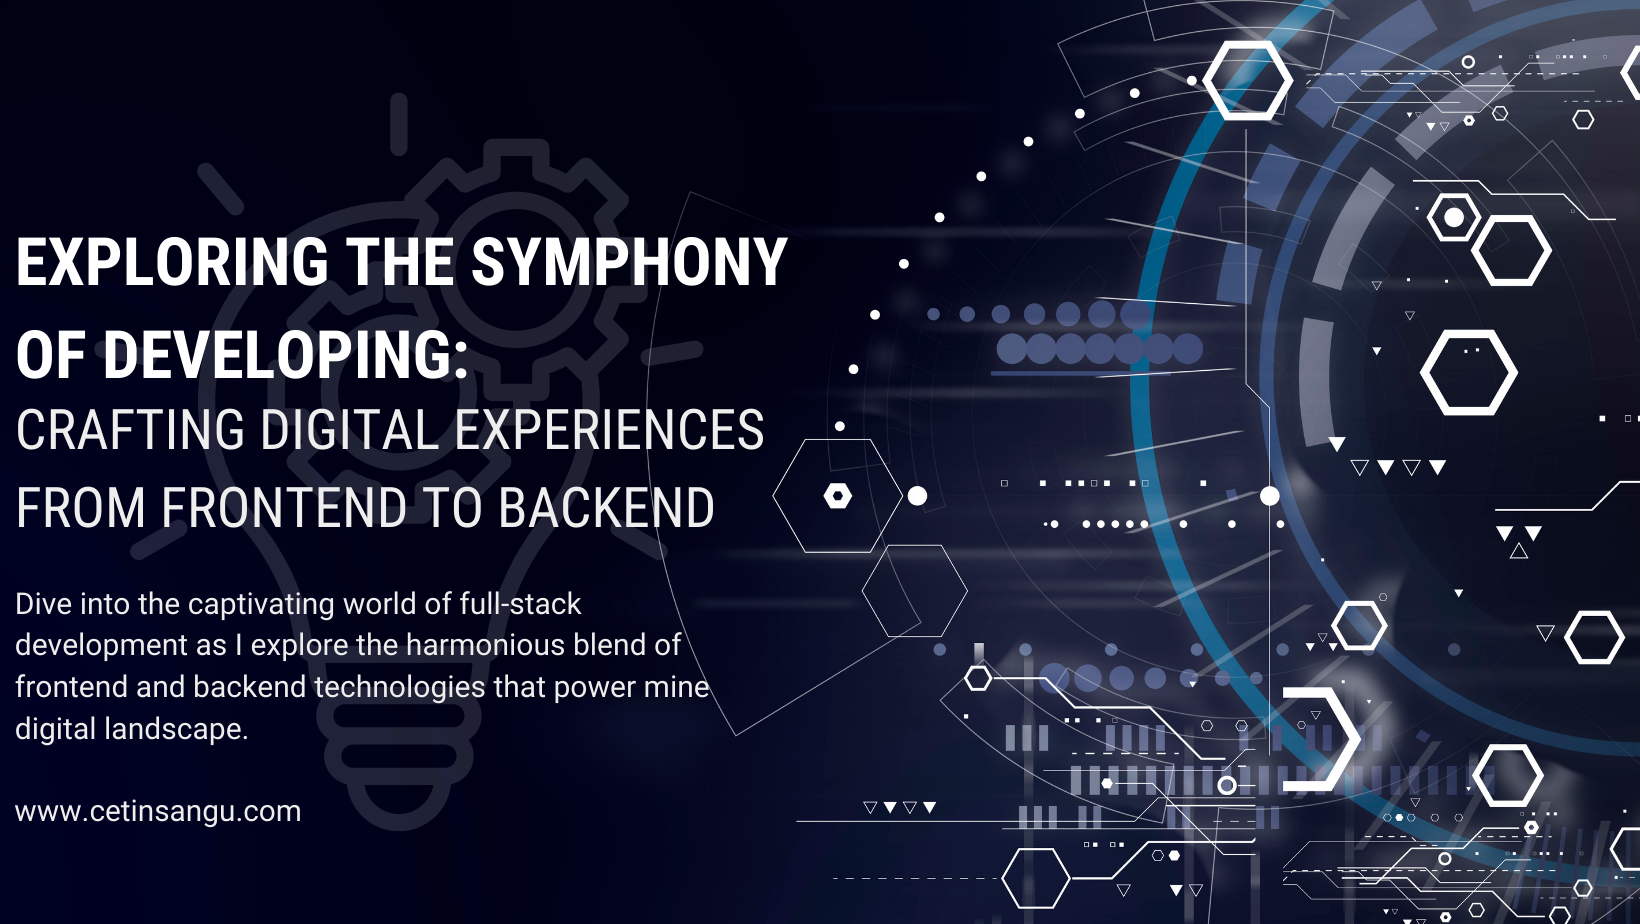 EXPLORING THE SYMPHONY
OF DEVELOPING:
CRAFTING DIGITAL EXPERIENCES
FROM FRONTEND TO BACKEND
Dive into the captivating world of full-stack
development as I explore the harmonious blend of
frontend and backend technologies that power mine
digital landscape.
www.cetinsangu.com